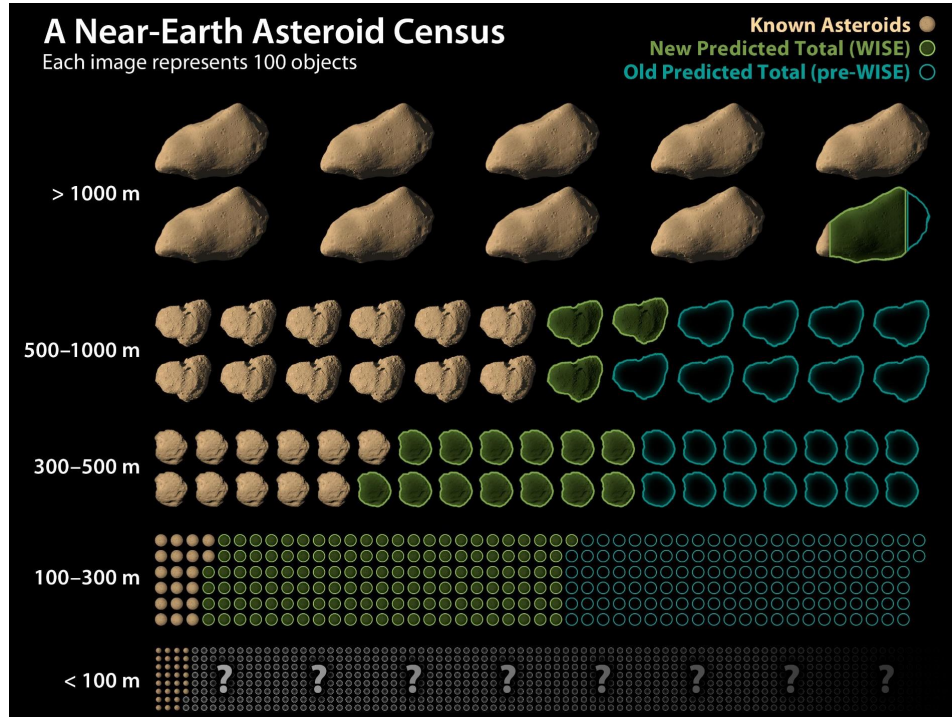 A Near-Earth Asteroid Census
Each image represents 100 objects
Known Asteroids
New Predicted Total (WISE)
Old Predicted Total (pre-WISE)
> 1000 m
500–1000 m
300–500 m
100–300 m
< 100 m
? ? ? ? ? ? ? ?